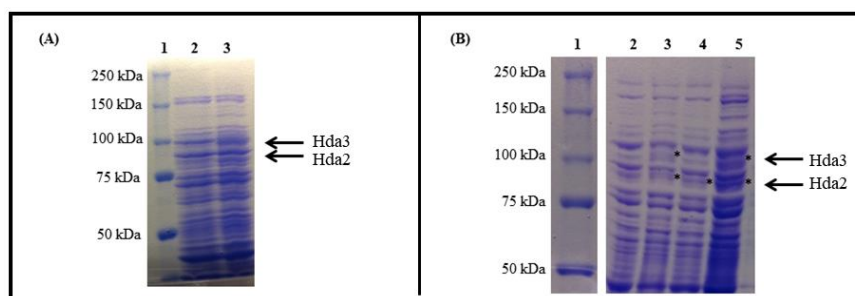 (A)
1 2 3
250 kDa
150 kDa
100 kDa
75 kDa
50 kDa
Hda3
Hda2
(B)
1 2 3 4 5
250 kDa
150 kDa
100 kDa
75 kDa
50 kDa
* * * * *
Hda3
Hda2